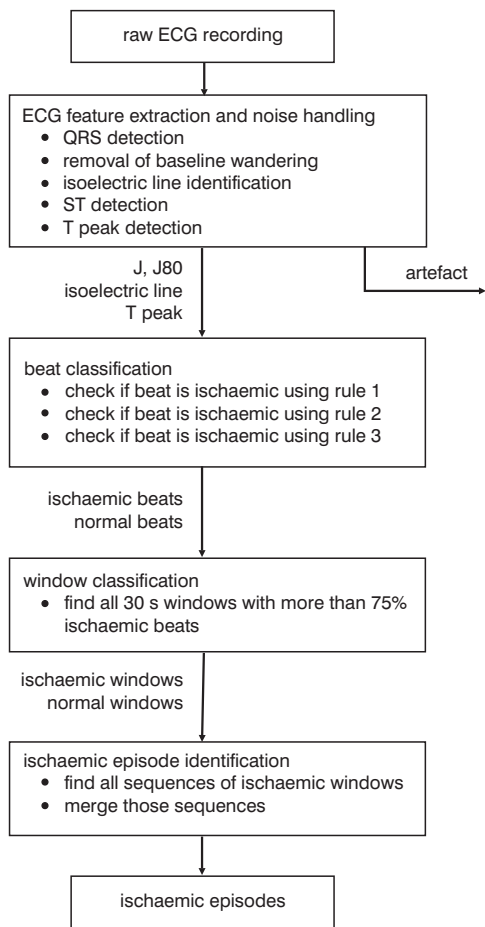 raw ECG recording
ECG feature extraction and noise handling
• QRS detection
• removal of baseline wandering
• isoelectric line identification
• ST detection
• T peak detection
J, J80
isoelectric line
T peak
artefact
beat classification
• check if beat is ischaemic using rule 1
• check if beat is ischaemic using rule 2
• check if beat is ischaemic using rule 3
ischaemic beats
normal beats
window classification
• find all 30 s windows with more than 75%
ischaemic beats
ischaemic windows
normal windows
ischaemic episode identification
• find all sequences of ischaemic windows
• merge those sequences
ischaemic episodes